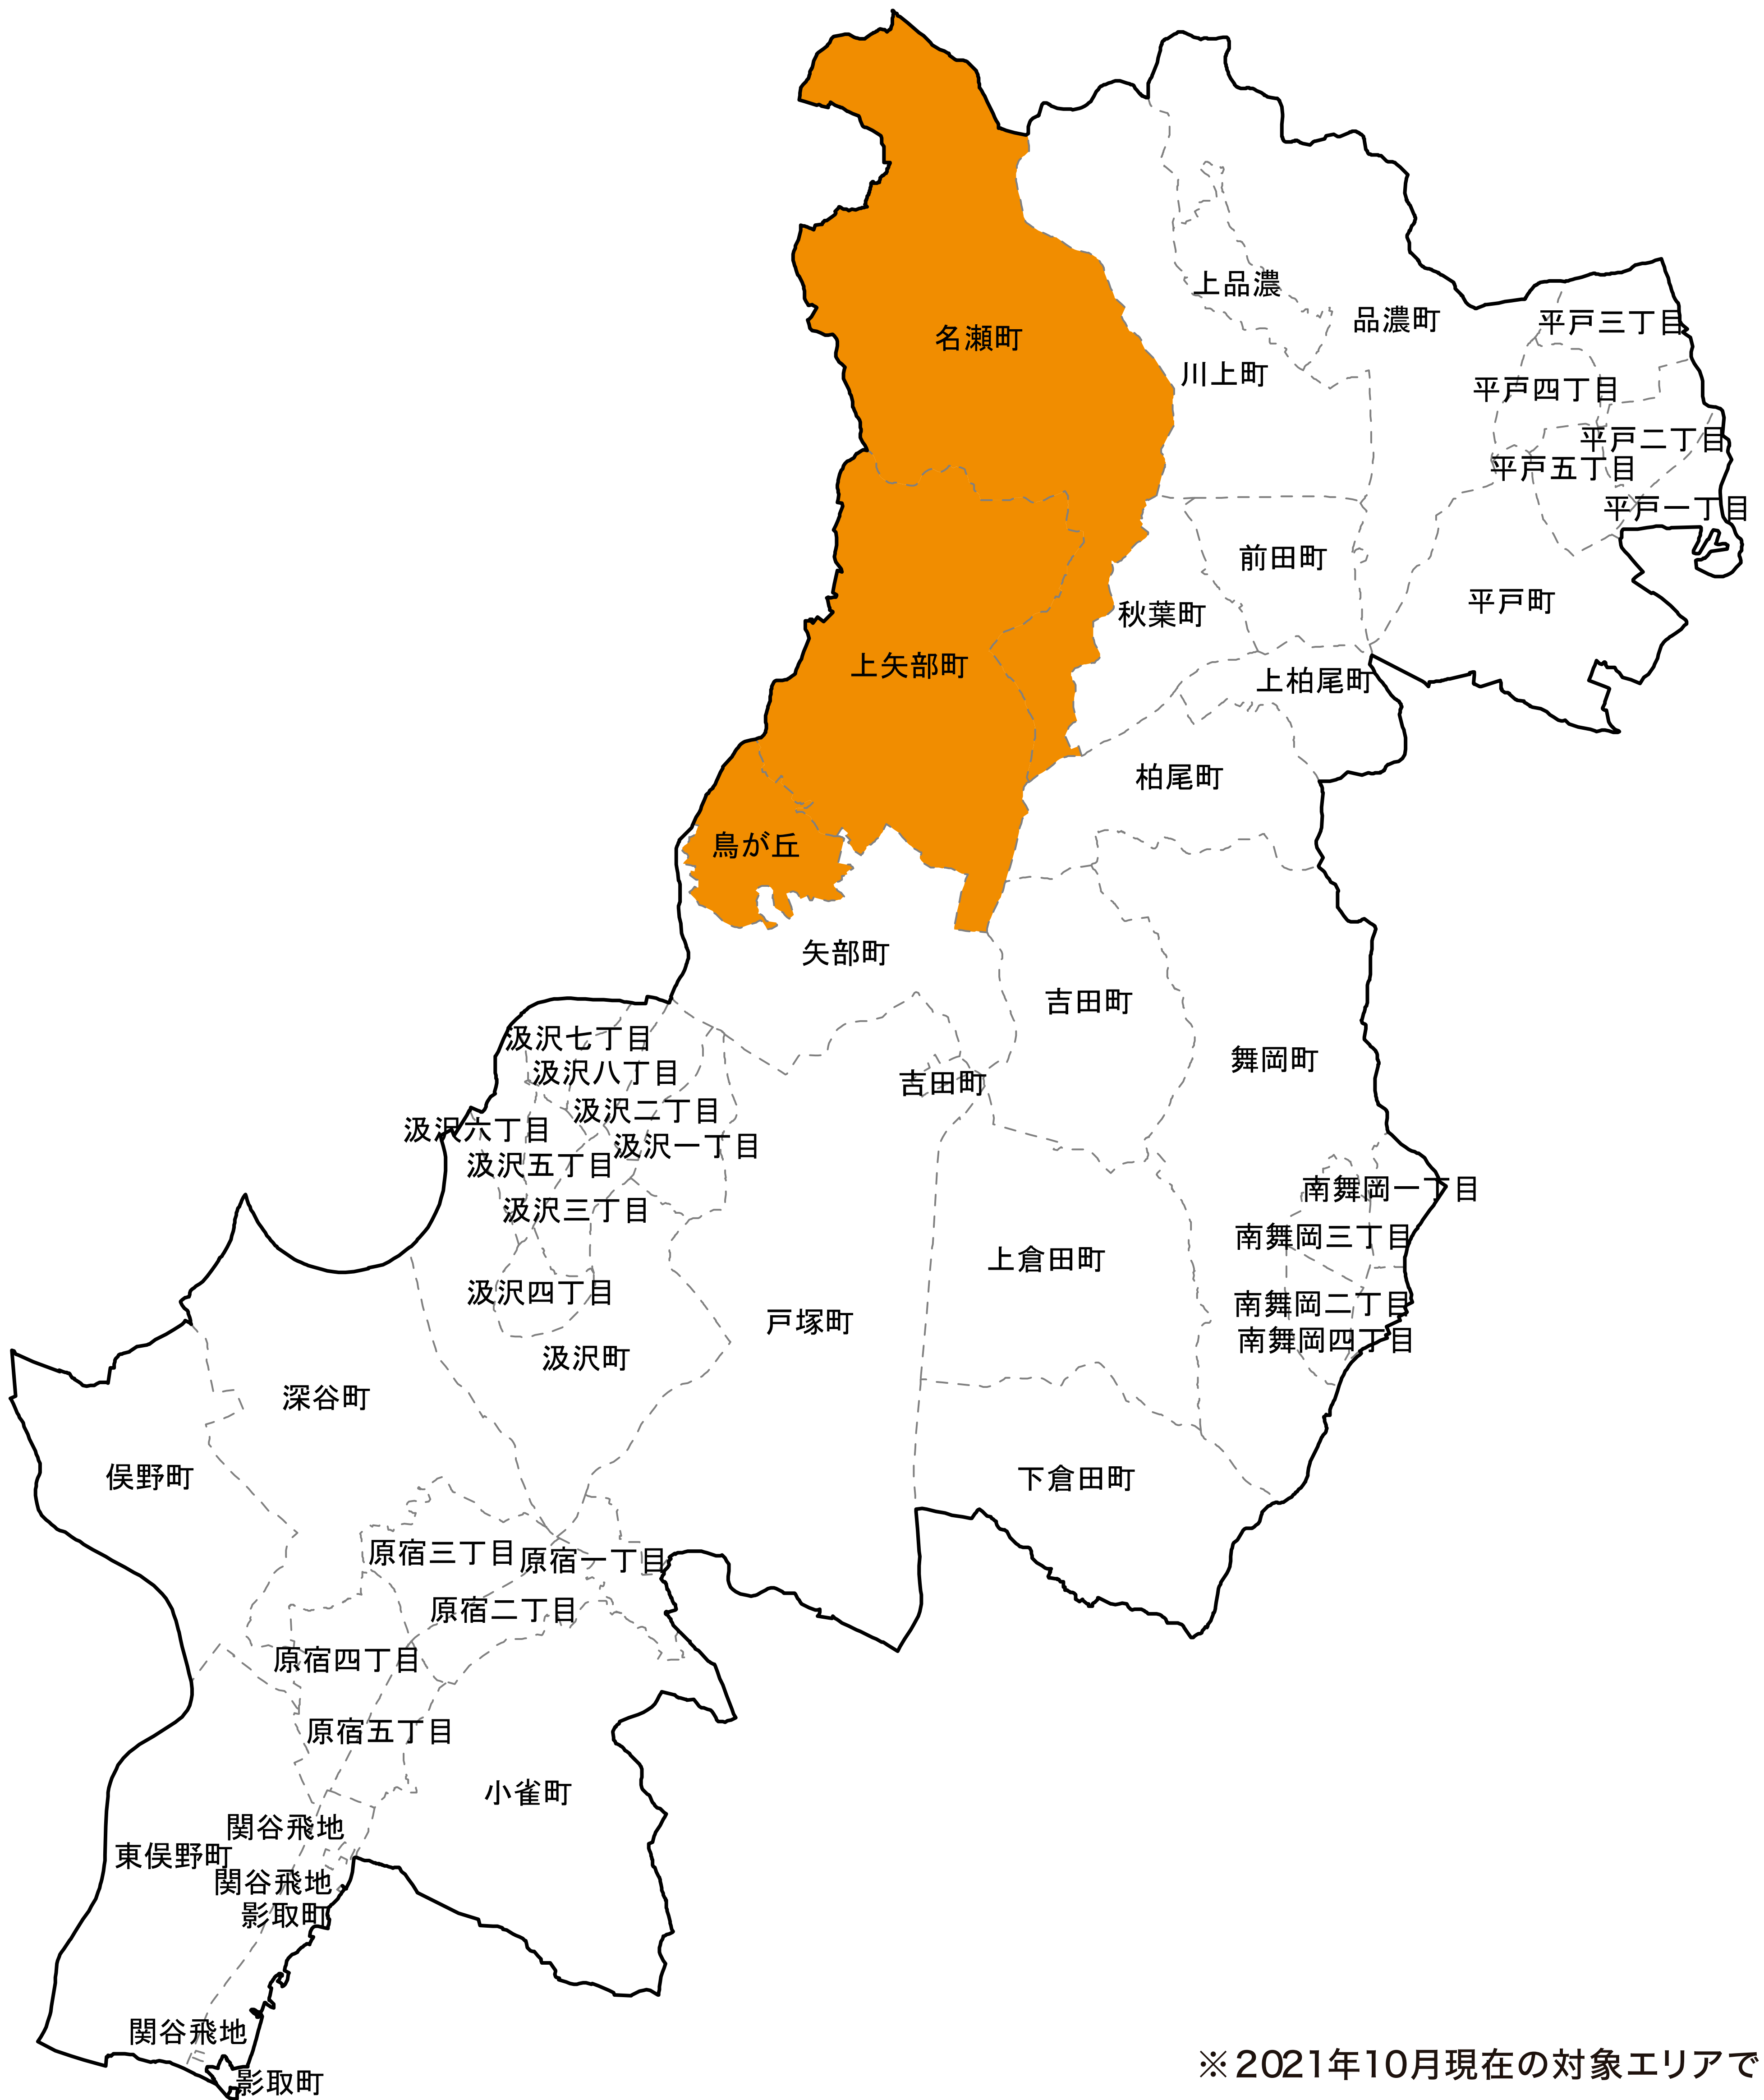 上品濃
品濃町
平戸三丁目
名瀬町
川上町
平戸四丁目
平戸二丁目
平戸五丁目
平戸一丁目
前田町
平戸町
秋葉町
上矢部町
上柏尾町
柏尾町
鳥が丘
矢部町
吉田町
汲沢七丁目
舞岡町
汲沢八丁目
吉田町
汲沢二丁目
汲沢六丁目
汲沢一丁目
汲沢五丁目
南舞岡一丁目
汲沢三丁目
南舞岡三丁目
上倉田町
汲沢四丁目
南舞岡二丁目
戸塚町
南舞岡四丁目
汲沢町
深谷町
俣野町
下倉田町
原宿三丁目
原宿一丁目
原宿二丁目
原宿四丁目
原宿五丁目
小雀町
関谷飛地
東俣野町
関谷飛地
影取町
関谷飛地
影取町
※2021年10月現在の対象エリアで